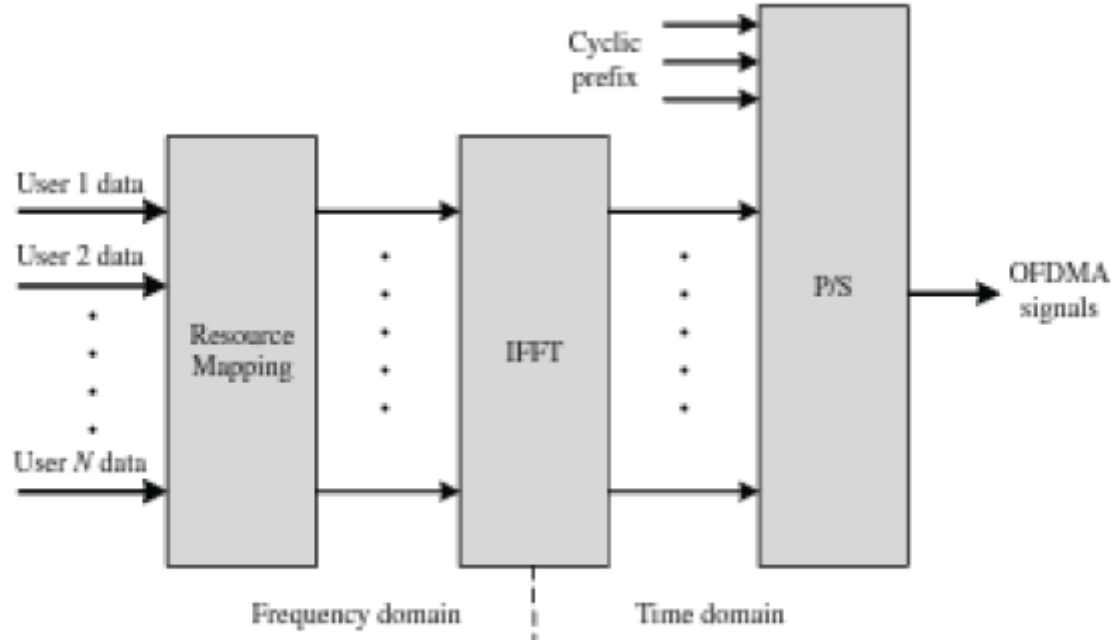 Cyclic
prefix
User 1 data
User 2 data
Resource
Mapping
IFFT
P/S
OFDMA
signals
User N data
Frequency domain
Time domain